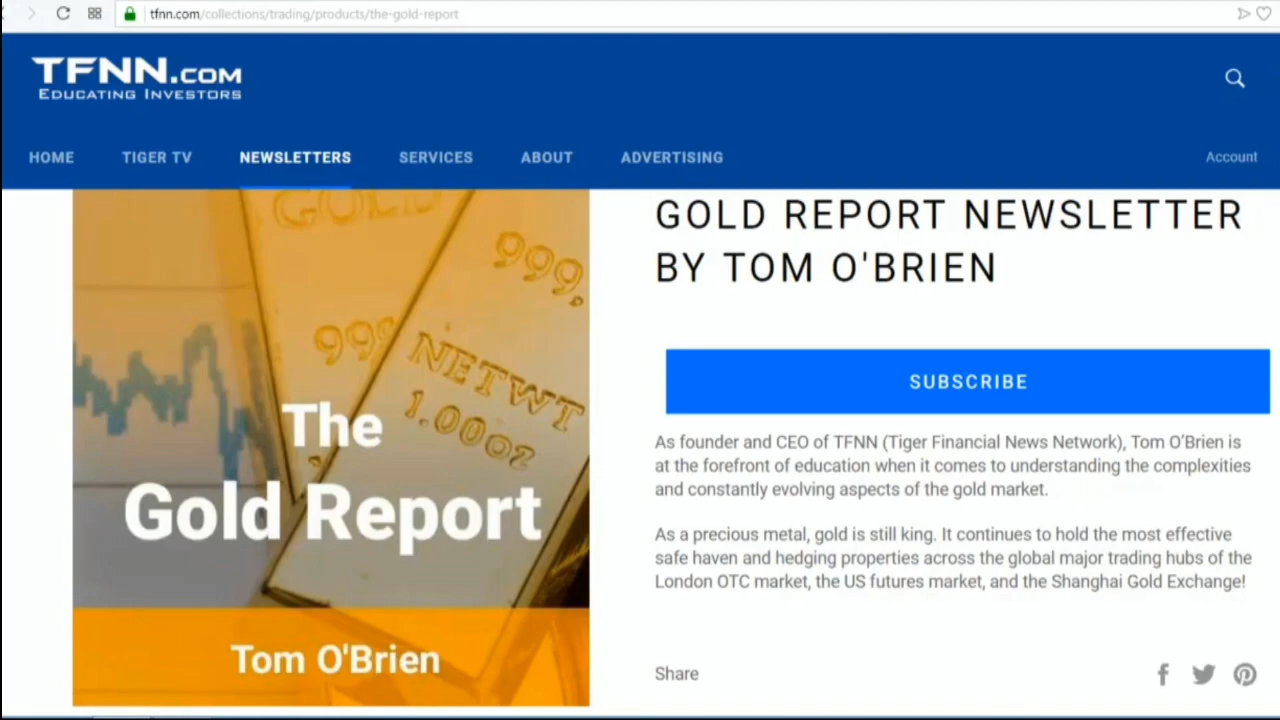 tfnn.com/collections/trading/products/the-gold-report
TFNN.COM
EDUCATING INVESTORS
HOME TIGER TV NEWSLETTERS SERVICES ABOUT ADVERTISING Account
GOLD
999.
999
NETWT
1.00OZ
The
Gold Report
Tom O'Brien
GOLD REPORT NEWSLETTER
BY TOM O'BRIEN
SUBSCRIBE
As founder and CEO of TFNN (Tiger Financial News Network), Tom O'Brien is
at the forefront of education when it comes to understanding the complexities
and constantly evolving aspects of the gold market.
As a precious metal, gold is still king. It continues to hold the most effective
safe haven and hedging properties across the global major trading hubs of the
London OTC market, the US futures market, and the Shanghai Gold Exchange!
Share